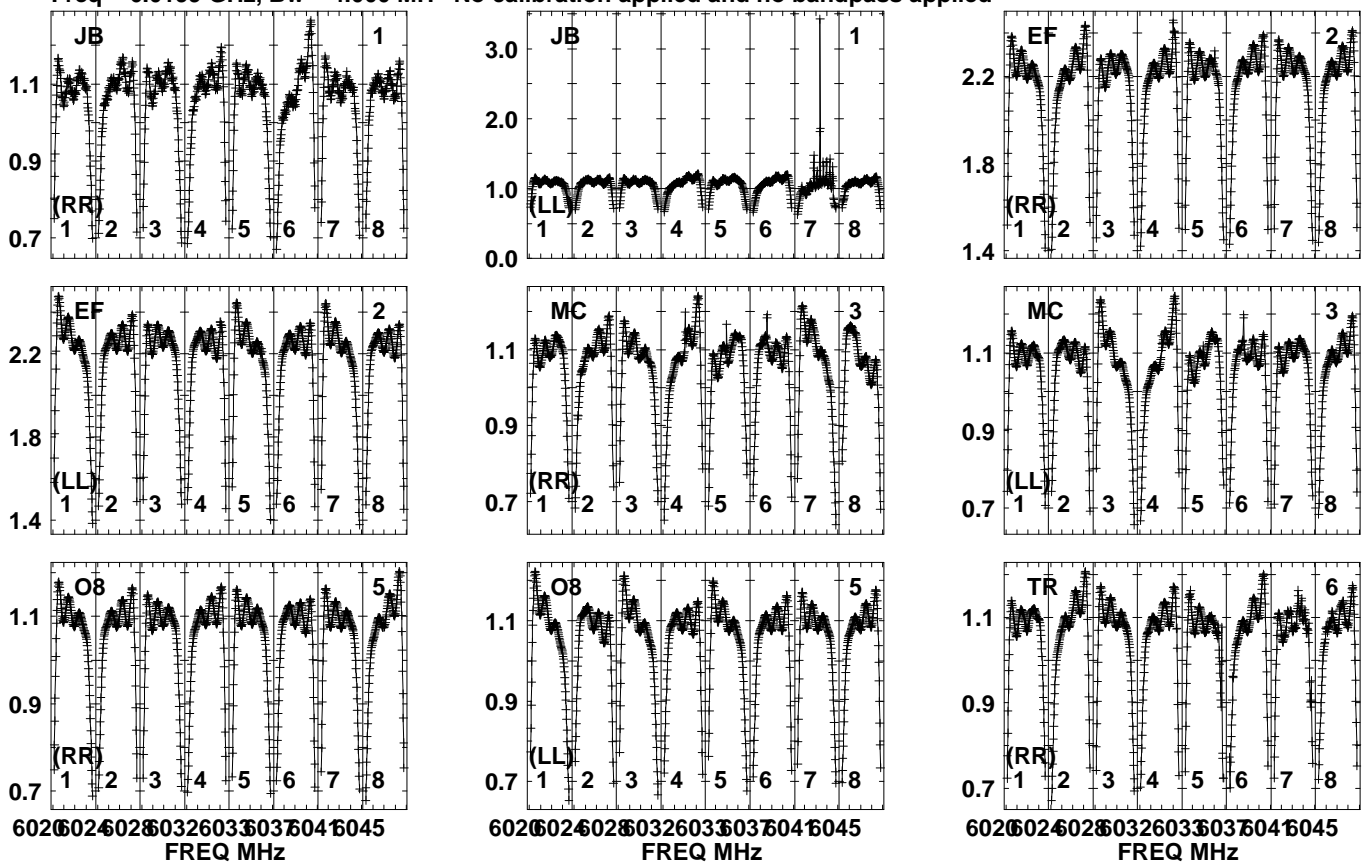 Freq GHz, No calibration applied and no bandpass applied
JB 1
1.1
0.9
0.7
(RR)
1 2 3 4 5 6 7 8
JB 1
3.0
2.0
1.0
0.0
(LL)
1 2 3 4 5 6 7 8
EF 2
2.2
1.8
1.4
(RR)
1 2 3 4 5 6 7 8
EF 2
2.2
1.8
1.4
(LL)
1 2 3 4 5 6 7 8
MC 3
1.1
0.9
0.7
(RR)
1 2 3 4 5 6 7 8
MC 3
1.1
0.9
0.7
(LL)
1 2 3 4 5 6 7 8
O8 5
1.1
0.9
0.7
(RR)
1 2 3 4 5 6 7 8
6020 6024 6028 6032 6033 6037 6041 6045
FREQ MHz
O8 5
1.1
0.9
0.7
(LL)
1 2 3 4 5 6 7 8
TR 6
1.1
0.9
0.7
(RR)
1 2 3 4 5 6 7 8
6020 6024 6028 6032 6033 6037 6041 6045
FREQ MHz